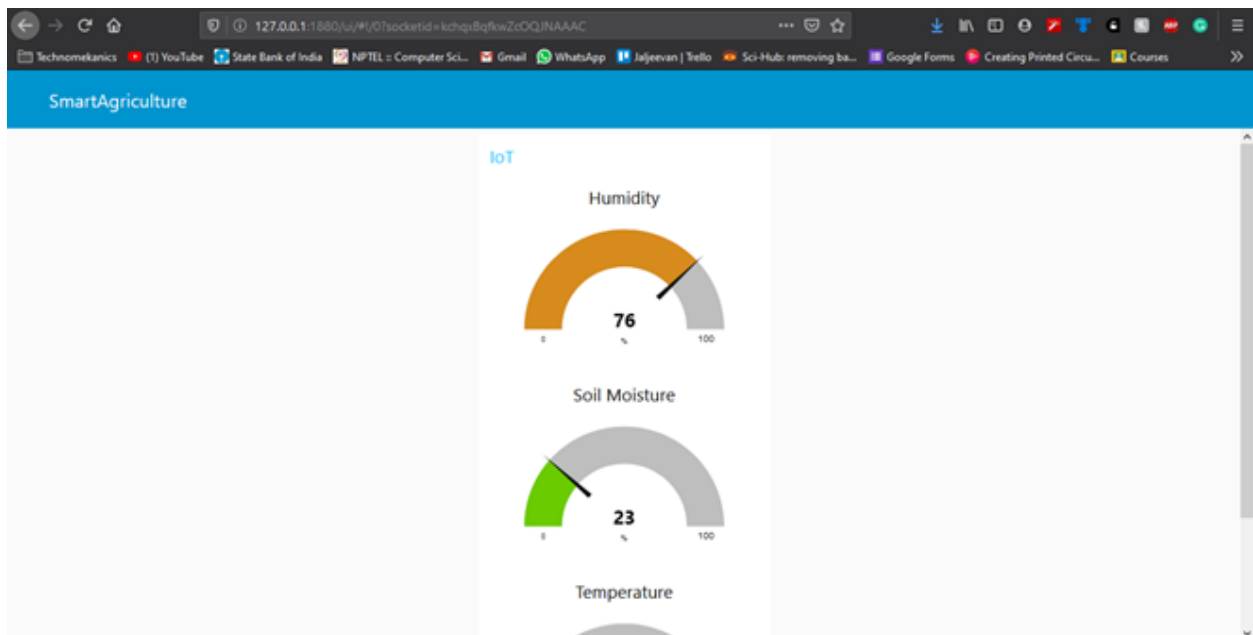 127.0.0.1:1880/ui/#!/0?socketid=kchqxBqfkwZcOQJNAAAC
Technomekanics (1) YouTube State Bank of India NPTEL :: Computer Sci... Gmail WhatsApp Jaljeevan | Trello Sci-Hub: removing ba... Google Forms Creating Printed Circu... Courses
SmartAgriculture
IoT
Humidity
76
0 % 100
Soil Moisture
23
0 % 100
Temperature